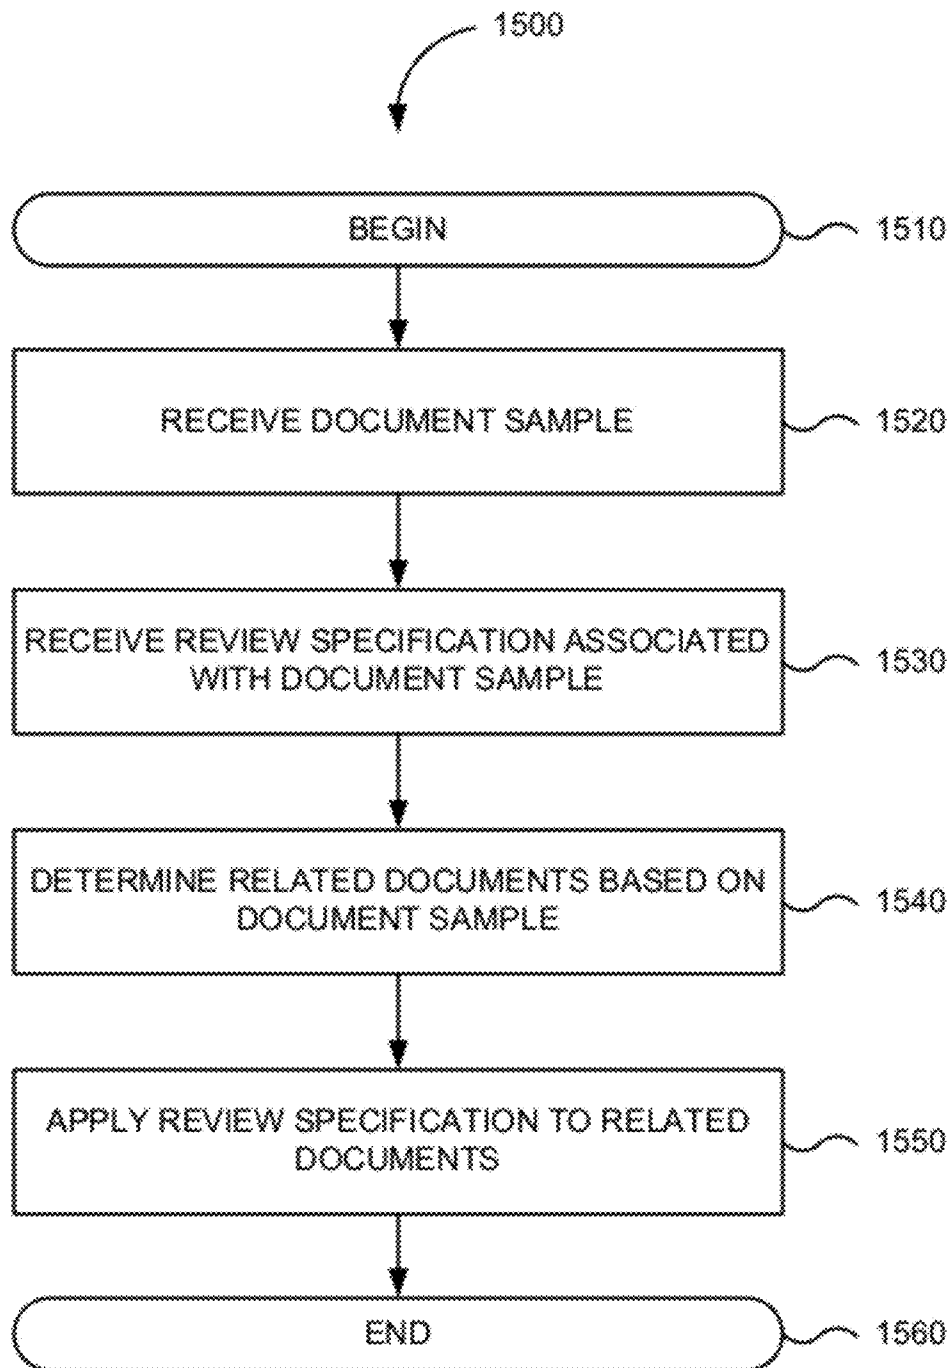 1500
BEGIN
1510
RECEIVE DOCUMENT SAMPLE
1520
RECEIVE REVIEW SPECIFICATION ASSOCIATED
WITH DOCUMENT SAMPLE
1530
DETERMINE RELATED DOCUMENTS BASED ON
DOCUMENT SAMPLE
1540
APPLY REVIEW SPECIFICATION TO RELATED
DOCUMENTS
1550
END
1560